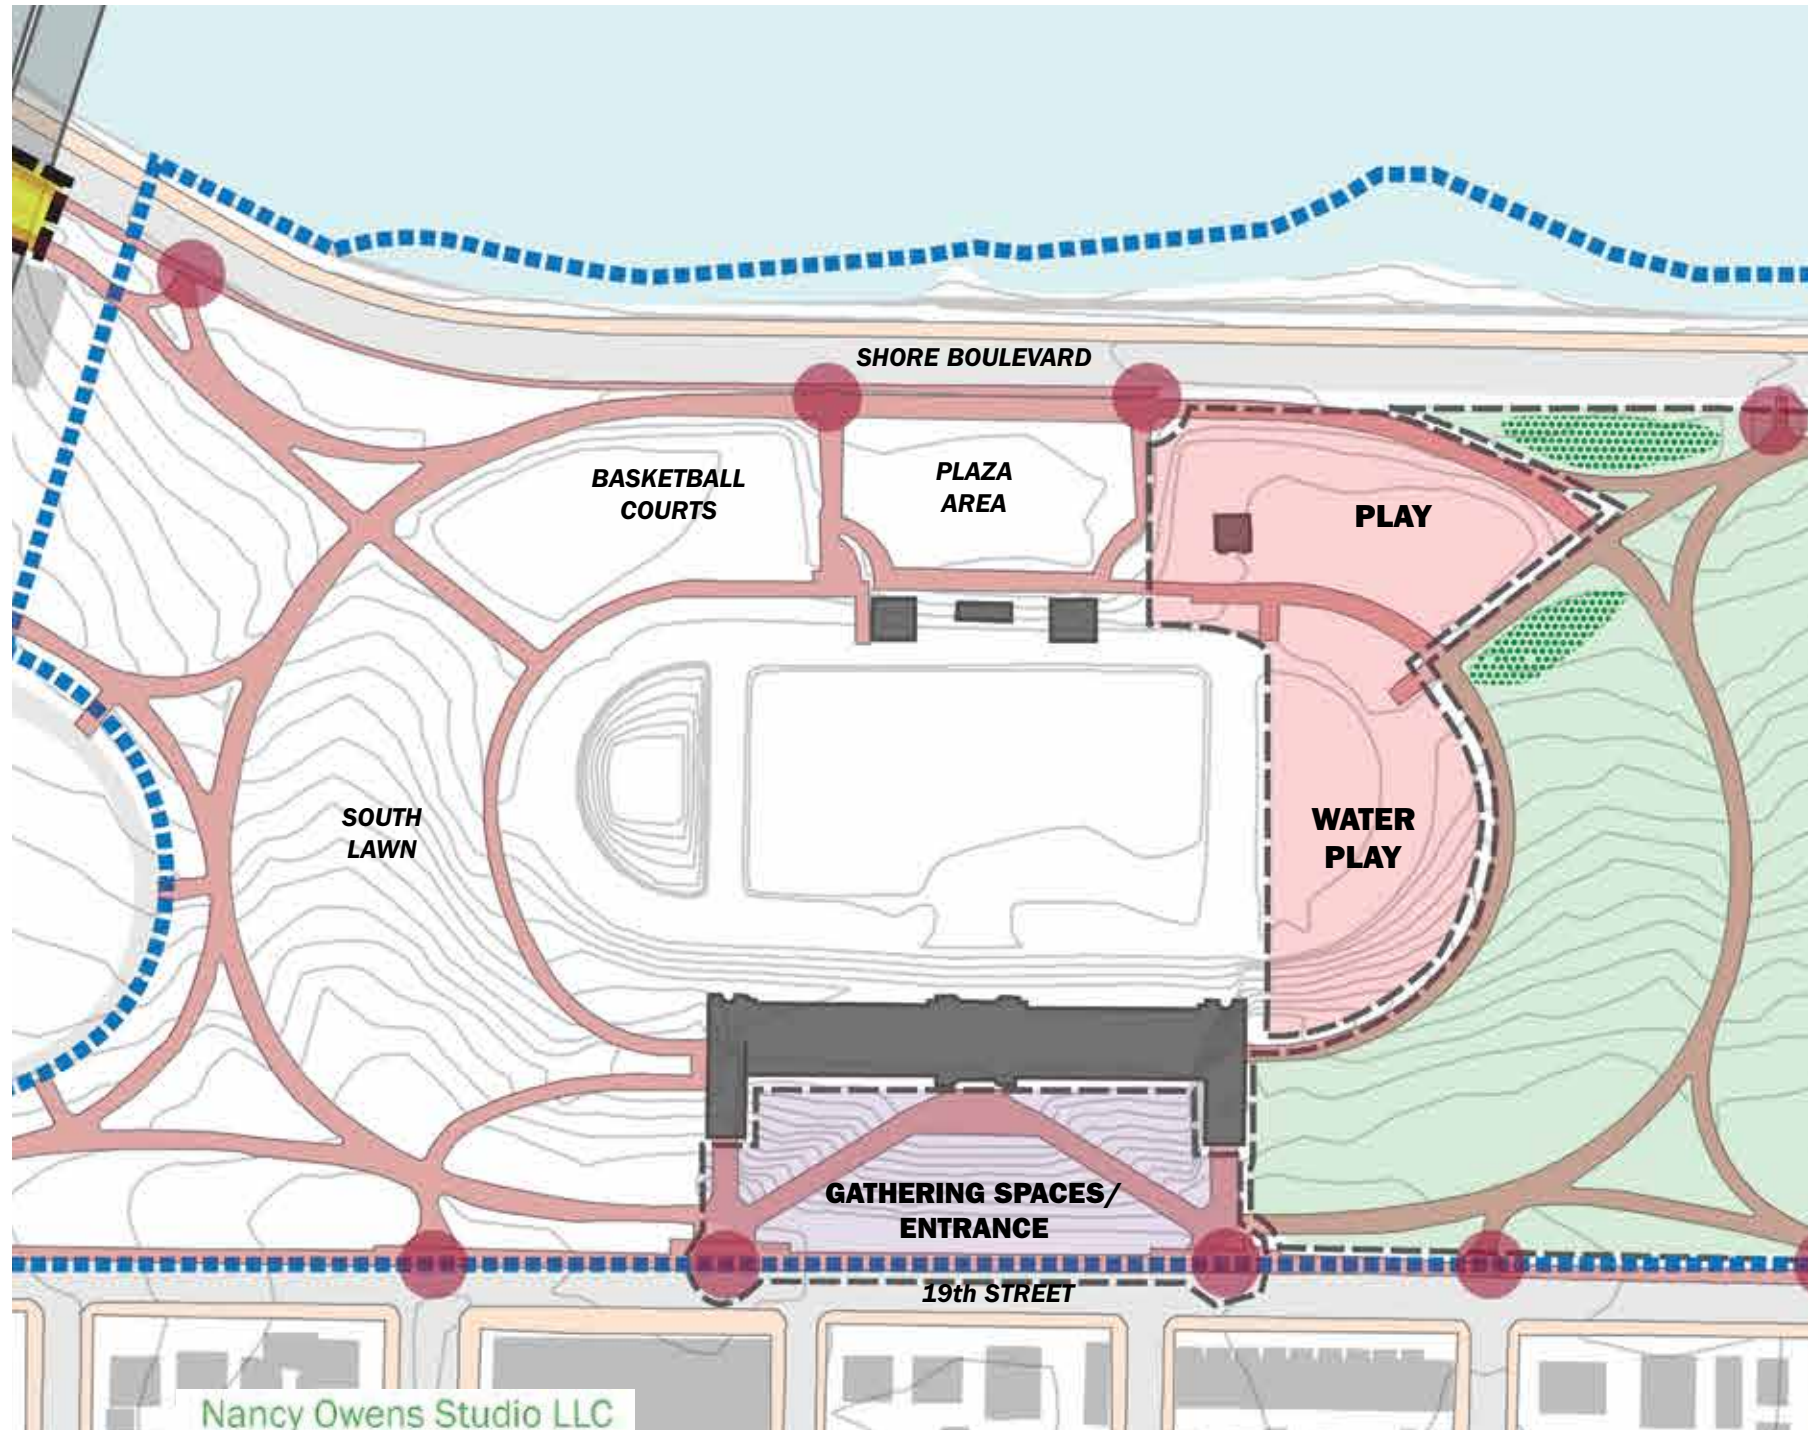 SHORE BOULEVARD
BASKETBALL
COURTS
PLAZA
AREA
PLAY
SOUTH
LAWN
WATER
PLAY
GATHERING SPACES/
ENTRANCE
19th STREET
Nancy Owens Studio LLC